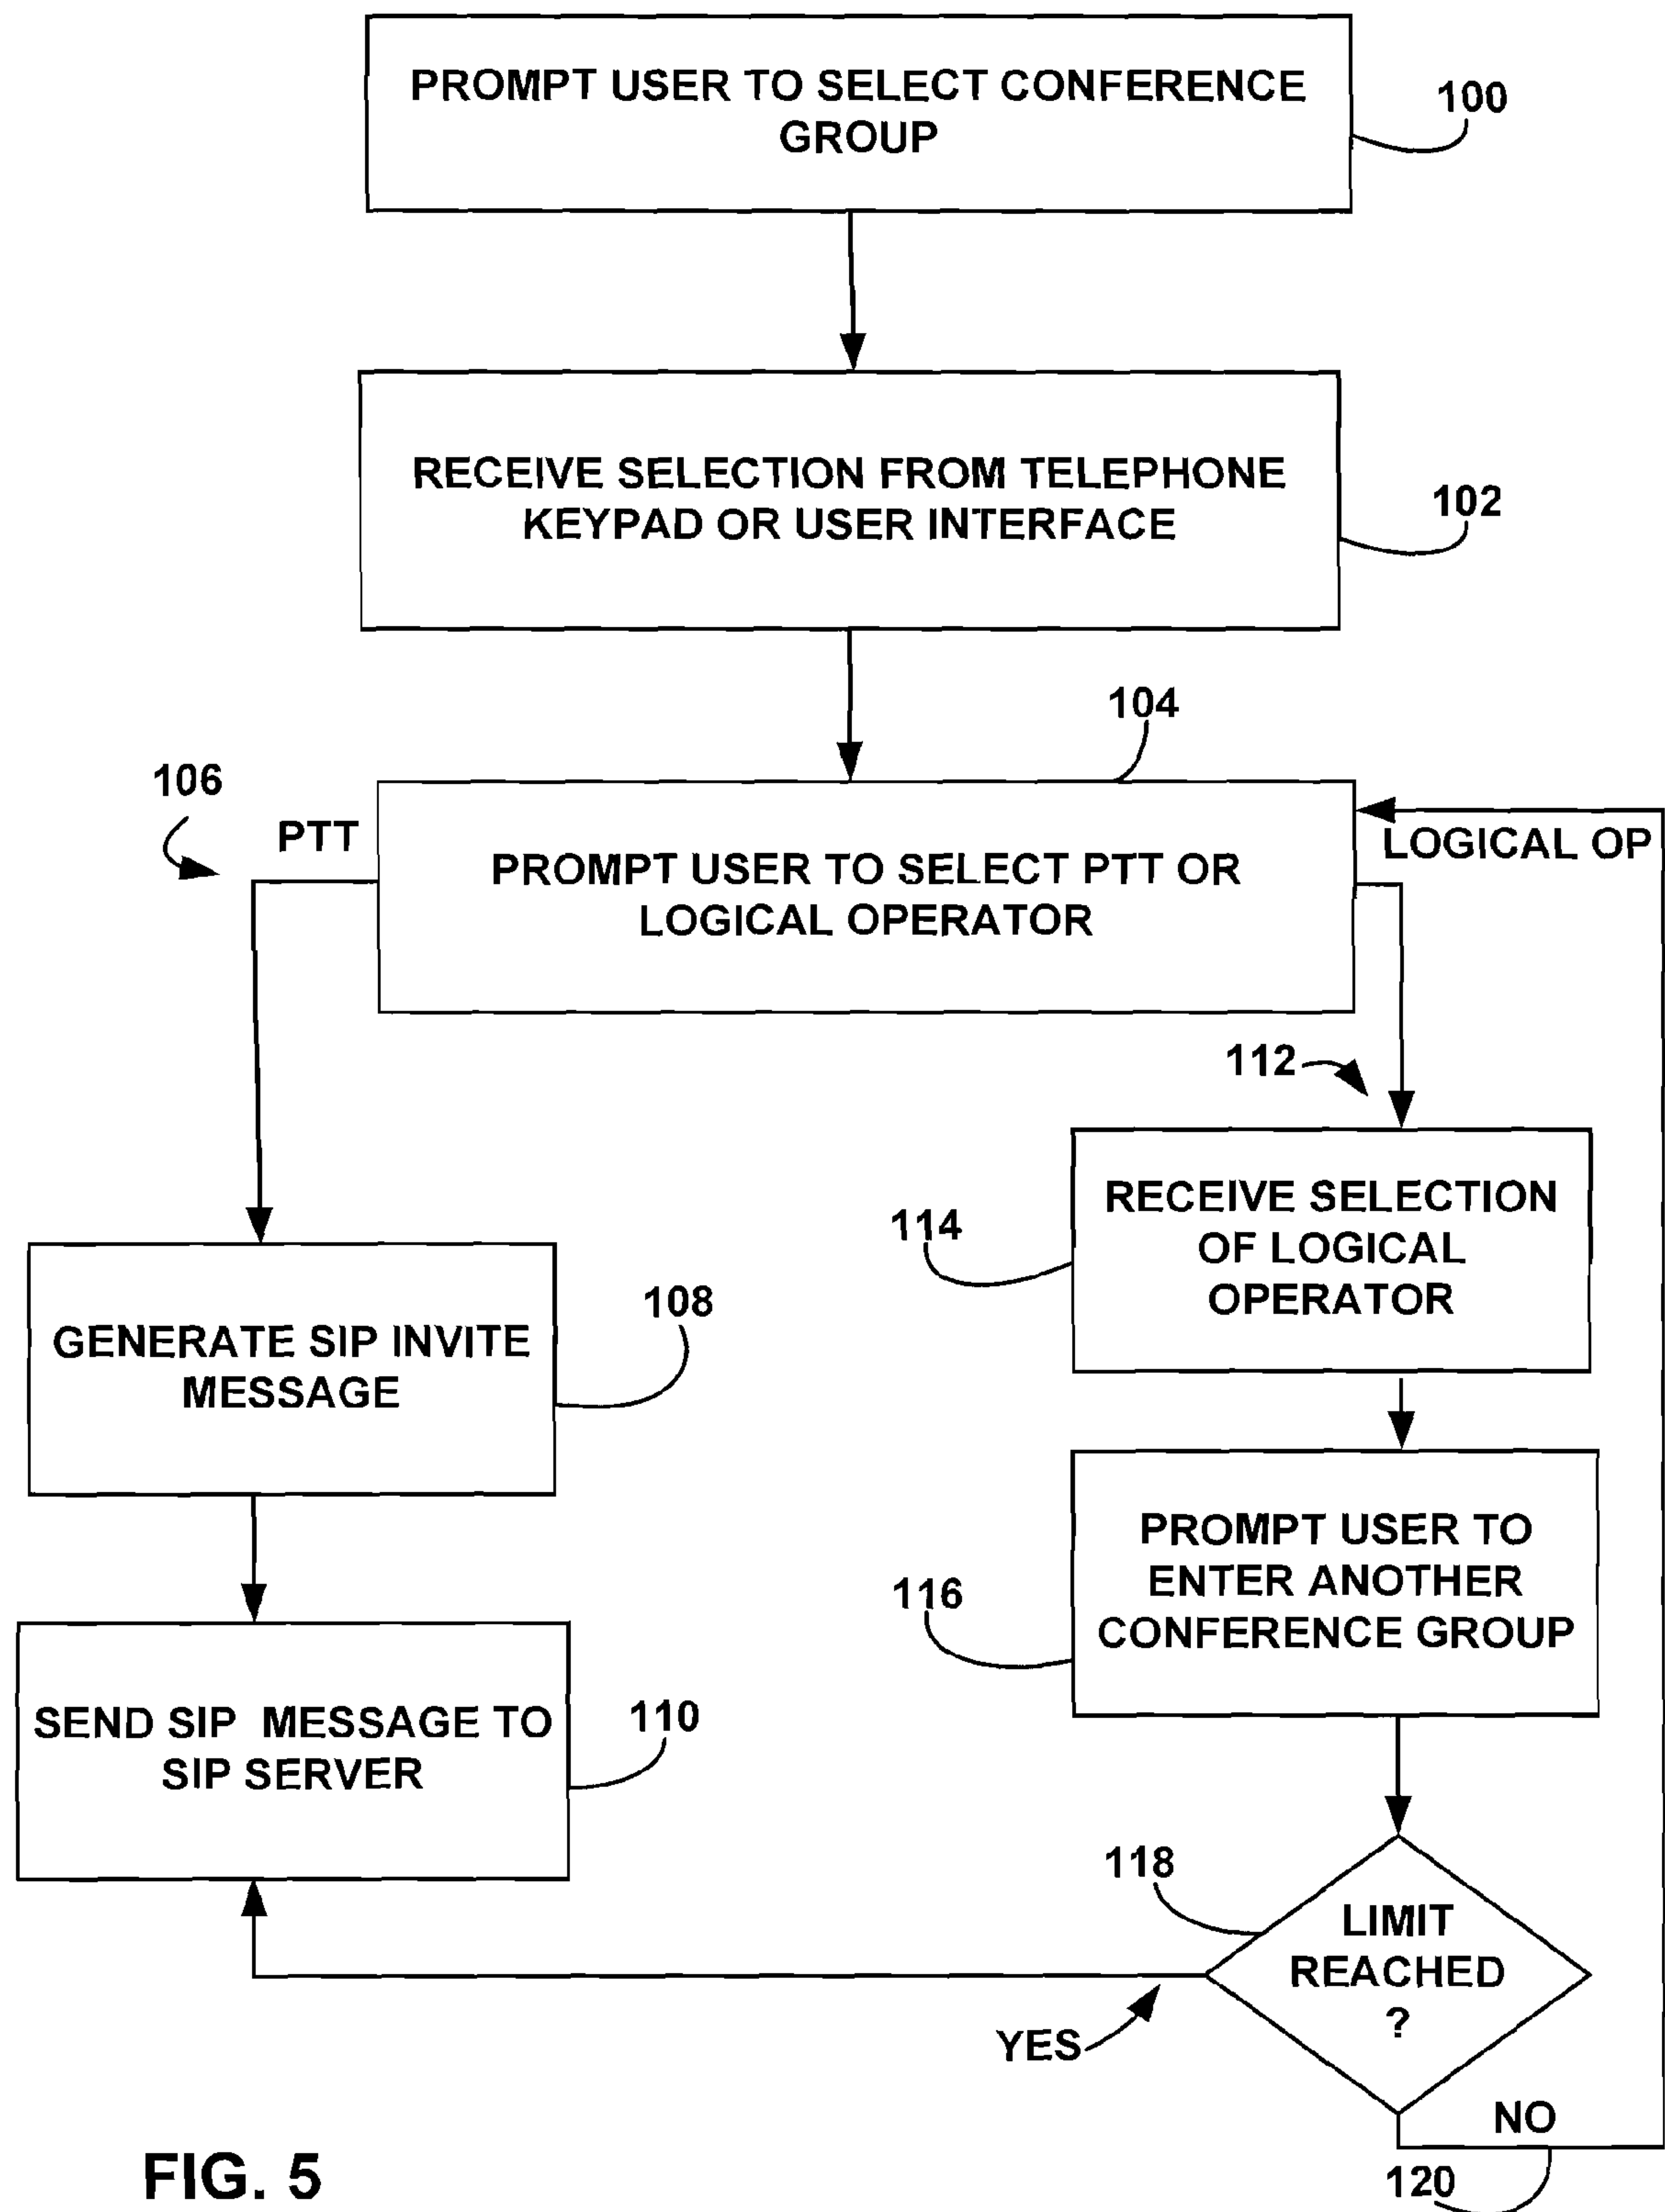 PROMPT USER TO SELECT CONFERENCE
GROUP
100
RECEIVE SELECTION FROM TELEPHONE
KEYPAD OR USER INTERFACE
102
104
106
PTT
PROMPT USER TO SELECT PTT OR
LOGICAL OPERATOR
LOGICAL OP
112
RECEIVE SELECTION
OF LOGICAL
OPERATOR
114
GENERATE SIP INVITE
MESSAGE
108
PROMPT USER TO
ENTER ANOTHER
CONFERENCE GROUP
116
SEND SIP MESSAGE TO
SIP SERVER
110
118
LIMIT
REACHED
?
YES
NO
120
FIG. 5